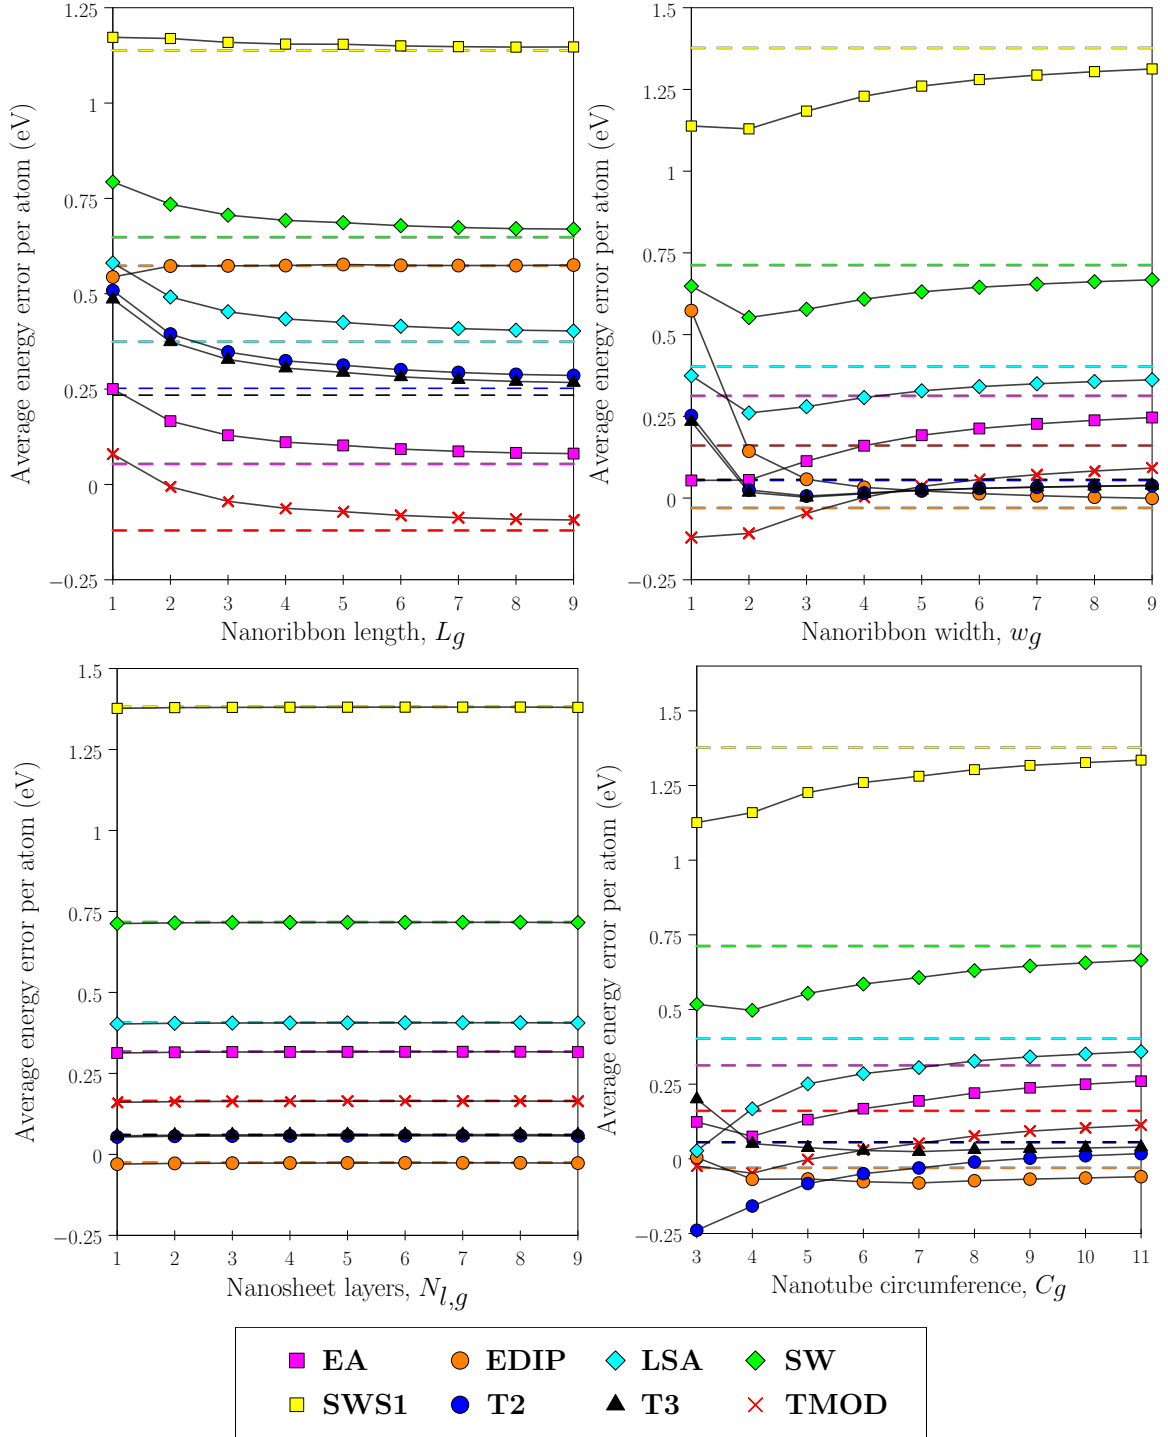 1.25
1
0.75
0.5
0.25
0
−0.25
Average energy error per atom (eV)
1 2 3 4 5 6 7 8 9
Nanoribbon length, Lg
1.5
1.25
1
0.75
0.5
0.25
0
−0.25
Average energy error per atom (eV)
1 2 3 4 5 6 7 8 9
Nanoribbon width, wg
1.5
1.25
1
0.75
0.5
0.25
0
−0.25
Average energy error per atom (eV)
1 2 3 4 5 6 7 8 9
Nanosheet layers, Nl,g
1.5
1.25
1
0.75
0.5
0.25
0
−0.25
Average energy error per atom (eV)
3 4 5 6 7 8 9 10 11
Nanotube circumference, Cg
EA EDIP LSA SW
SWS1 T2 T3 TMOD